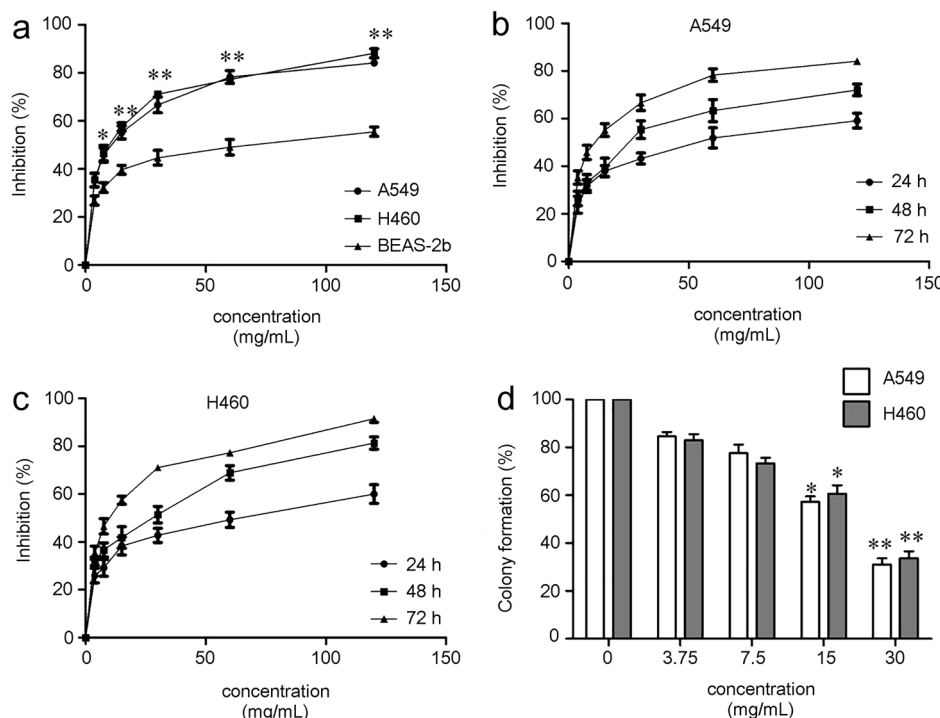 a
100
80
60
40
20
0
Inhibition (%)
* ** ** ** **
A549
H460
BEAS-2b
0 50 100 150
concentration
(mg/mL)
b
A549
100
80
60
40
20
0
Inhibition (%)
24 h
48 h
72 h
0 50 100 150
concentration
(mg/mL)
c
H460
100
80
60
40
20
0
Inhibition (%)
24 h
48 h
72 h
0 50 100 150
concentration
(mg/mL)
d
A549
H460
100
80
60
40
20
0
Colony formation (%)
* * ** **
0 3.75 7.5 15 30
concentration
(mg/mL)